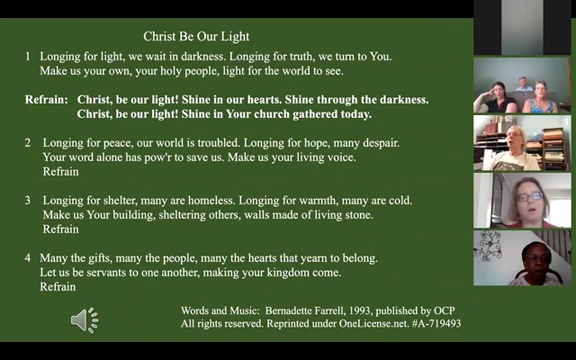 Christ Be Our Light
1 Longing for light, we wait in darkness. Longing for truth, we turn to You.
Make us your own, your holy people, light for the world to see.
Refrain: Christ, be our light! Shine in our hearts. Shine through the darkness.
Christ, be our light! Shine in Your church gathered today.
2 Longing for peace, our world is troubled. Longing for hope, many despair.
Your word alone has pow'r to save us. Make us your living voice.
Refrain
3 Longing for shelter, many are homeless. Longing for warmth, many are cold.
Make us Your building, sheltering others, walls made of living stone.
Refrain
4 Many the gifts, many the people, many the hearts that yearn to belong.
Let us be servants to one another, making your kingdom come.
Refrain
Words and Music: Bernadette Farrell, 1993, published by OCP
All rights reserved. Reprinted under OneLicense.net. #A-719493